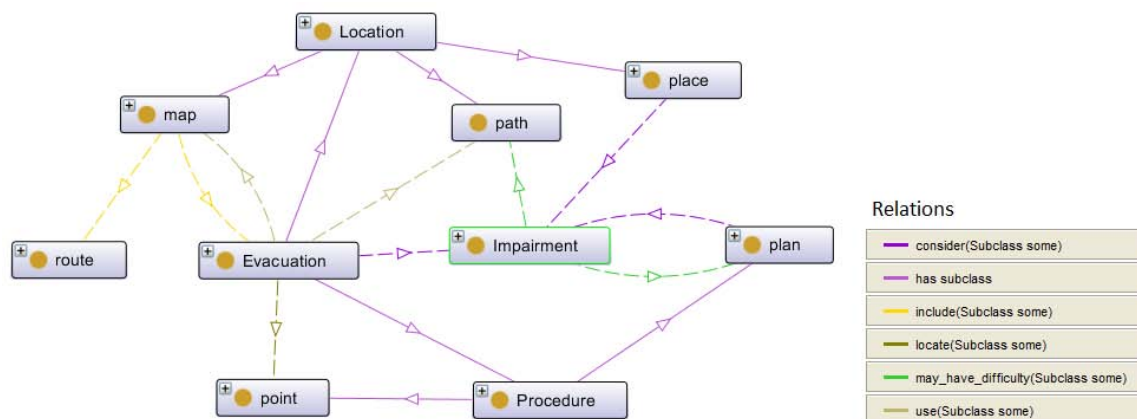 Location
place
map
path
Relations
Impairment
plan
route
Evacuation
consider(Subclass some)
has subclass
include(Subclass some)
locate(Subclass some)
may_have_difficulty(Subclass some)
use(Subclass some)
point
Procedure